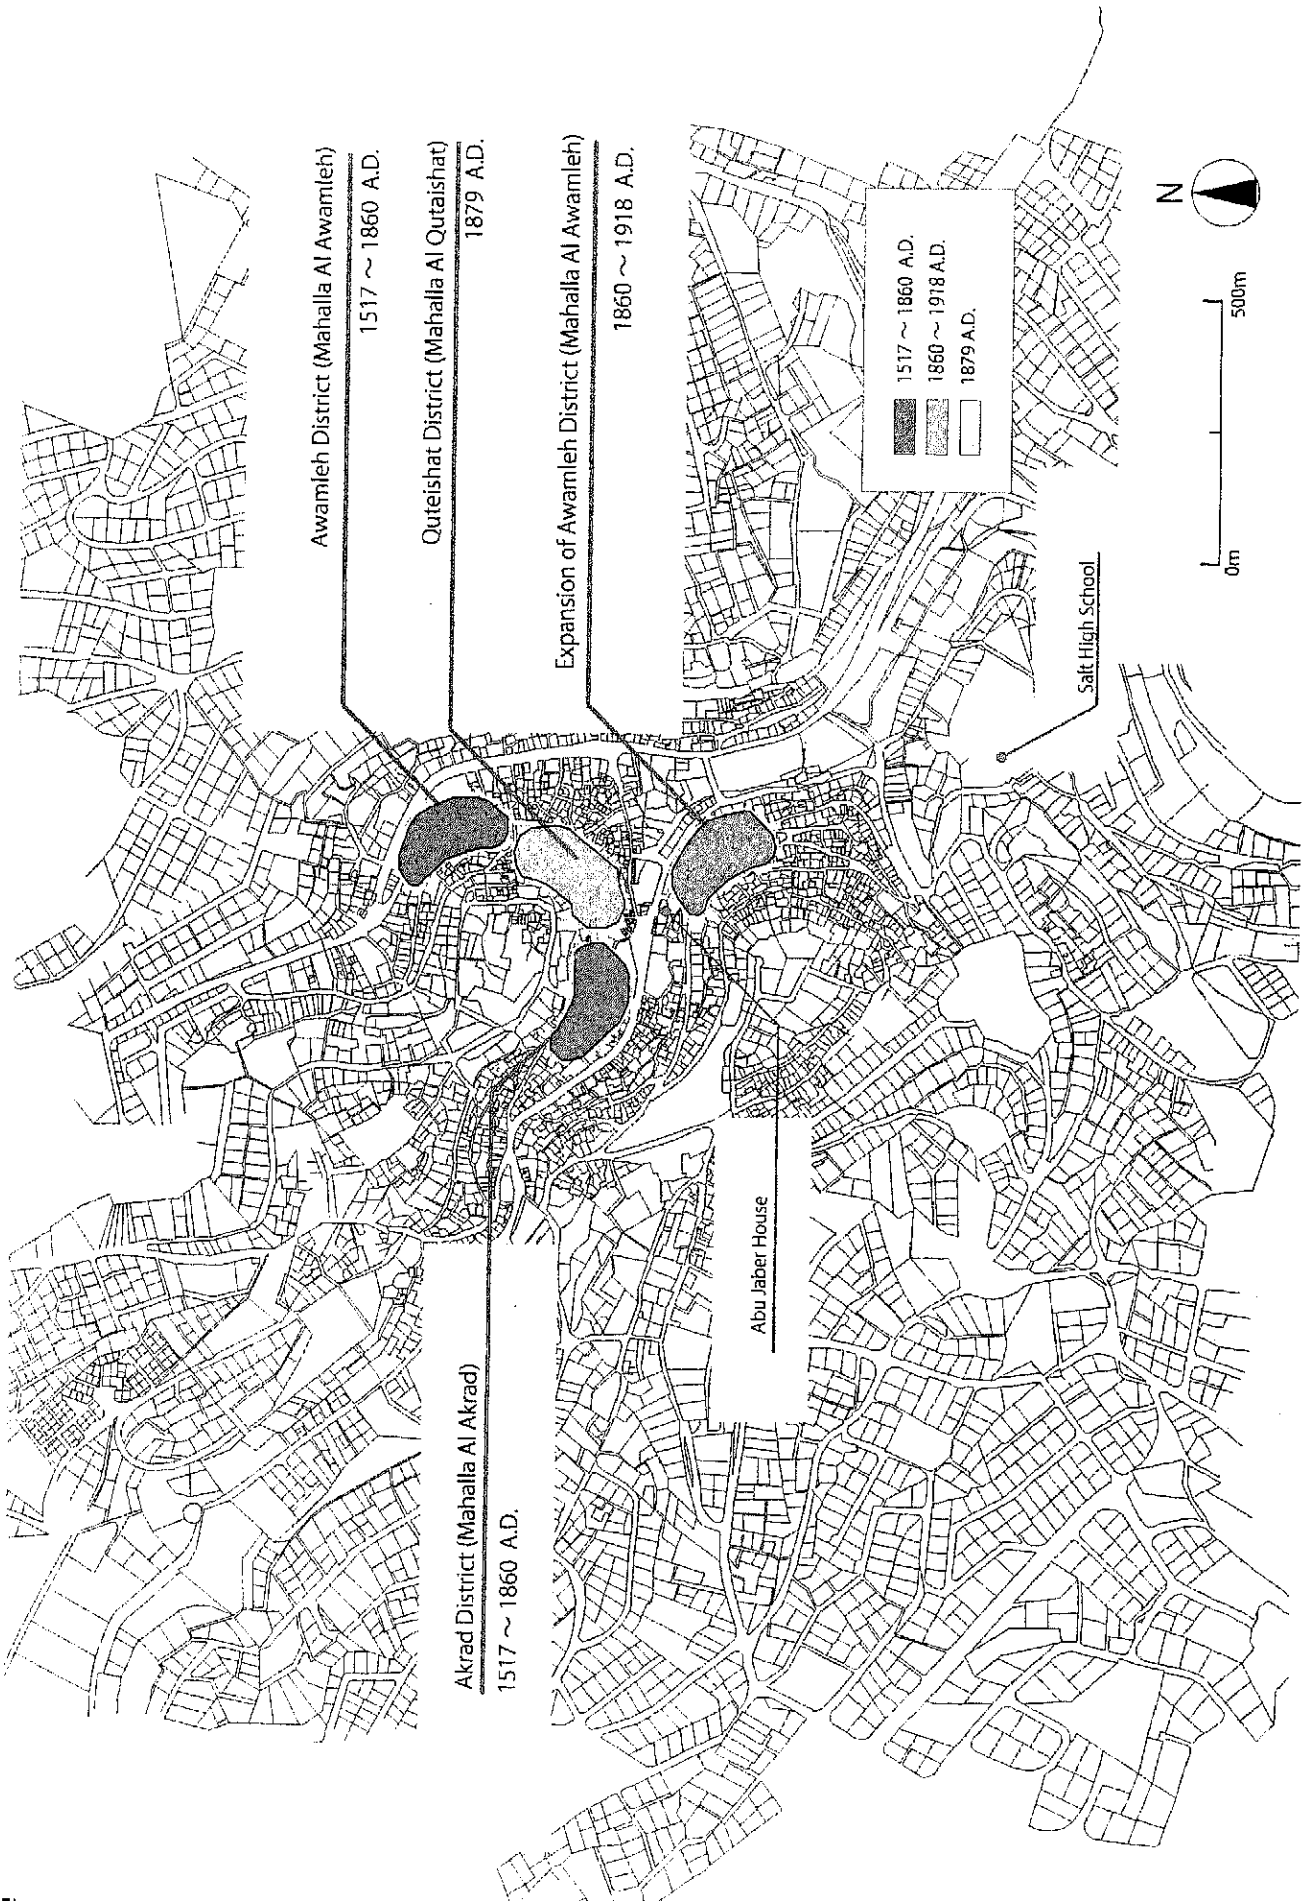 Awamleh District (Mahalla Al Awamleh)
1517 ~ 1860 A.D.
Quteishat District (Mahalla Al Qutaishat)
1879 A.D.
Expansion of Awamleh District (Mahalla Al Awamleh)
1860 ~ 1918 A.D.
Akrad District (Mahalla Al Akrad)
1517 ~ 1860 A.D.
Abu Jaber House
Salt High School
1517 ~ 1860 A.D.
1860 ~ 1918 A.D.
1879 A.D.
N
0m
500m